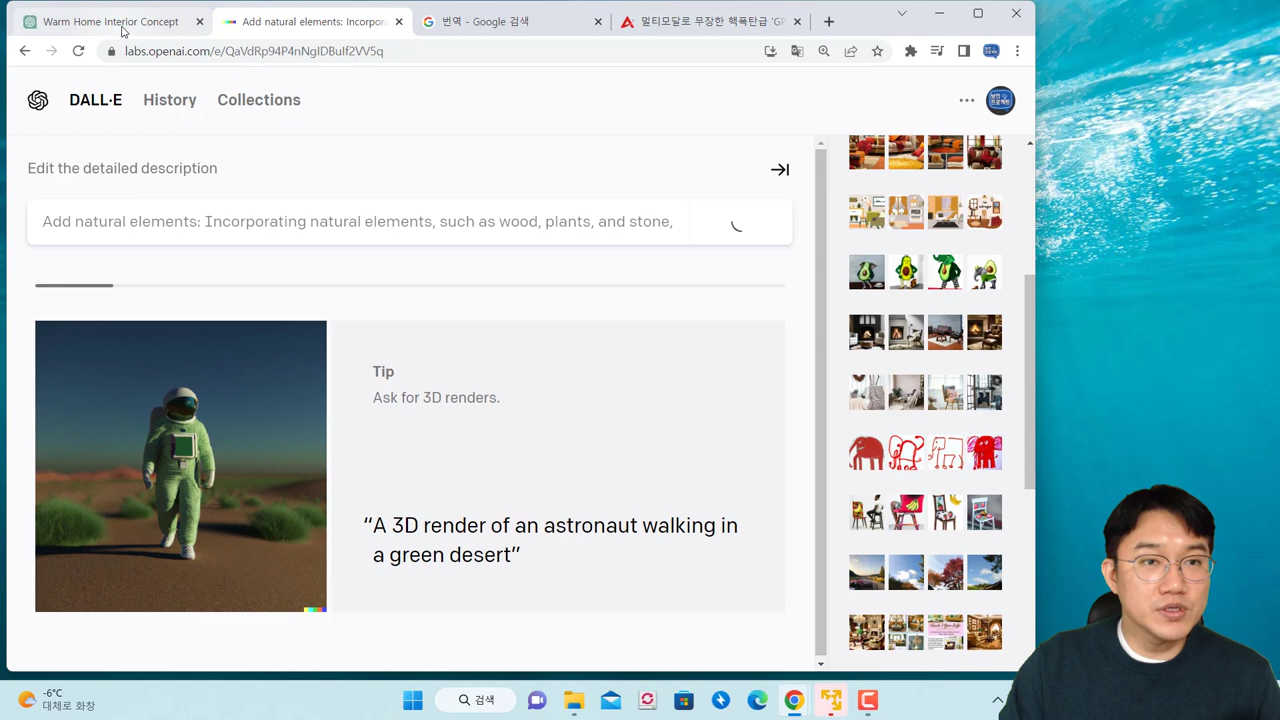 Warm Home Interior Concept
Add natural elements: Incorpora
번역 - Google 검색
멀티모달로 무장한 핵폭탄급 'GP
labs.openai.com/e/QaVdRp94P4nNgIDBuIf2VV5q
DALL·E
History
Collections
Edit the detailed description
Add natural elements: Incorporating natural elements, such as wood, plants, and stone,
Tip
Ask for 3D renders.
“A 3D render of an astronaut walking in
a green desert”
-6°C
대체로 화창
검색